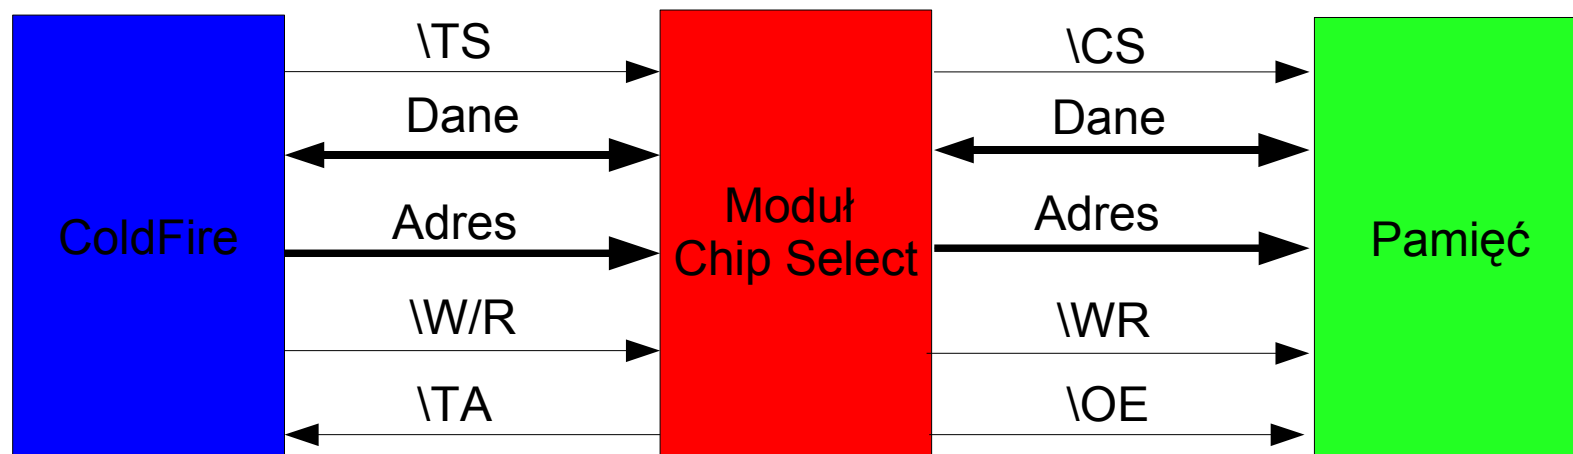 \TS
\CS
Dane
Dane
Adres
Adres
ColdFire
Moduł
Chip Select
Pamięć
\W/R
\WR
\TA
\OE